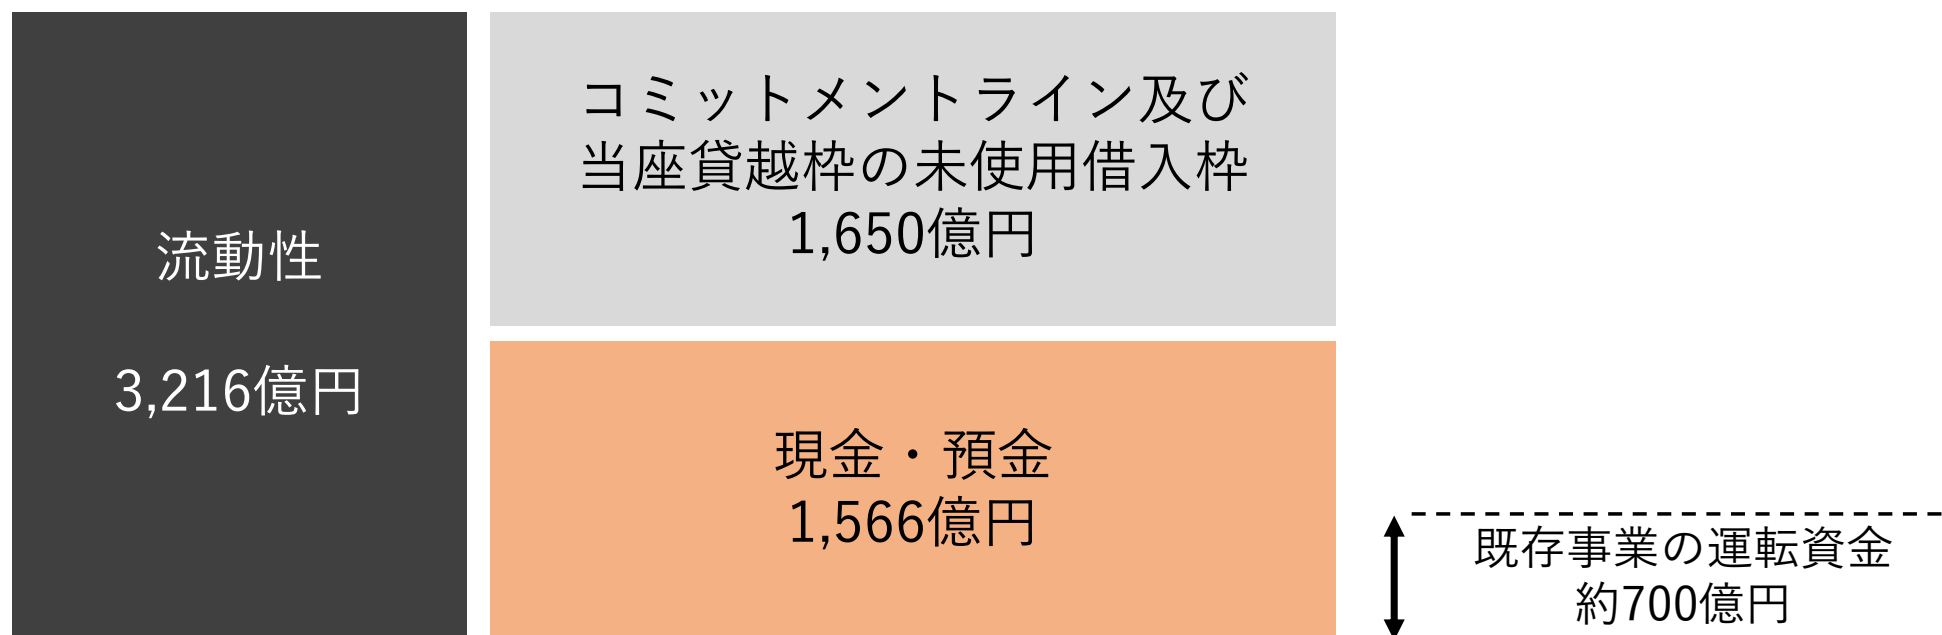 流動性
3,216億円
コミットメントライン及び
当座貸越枠の未使用借入枠
1,650億円
現金・預金
1,566億円
既存事業の運転資金
約700億円